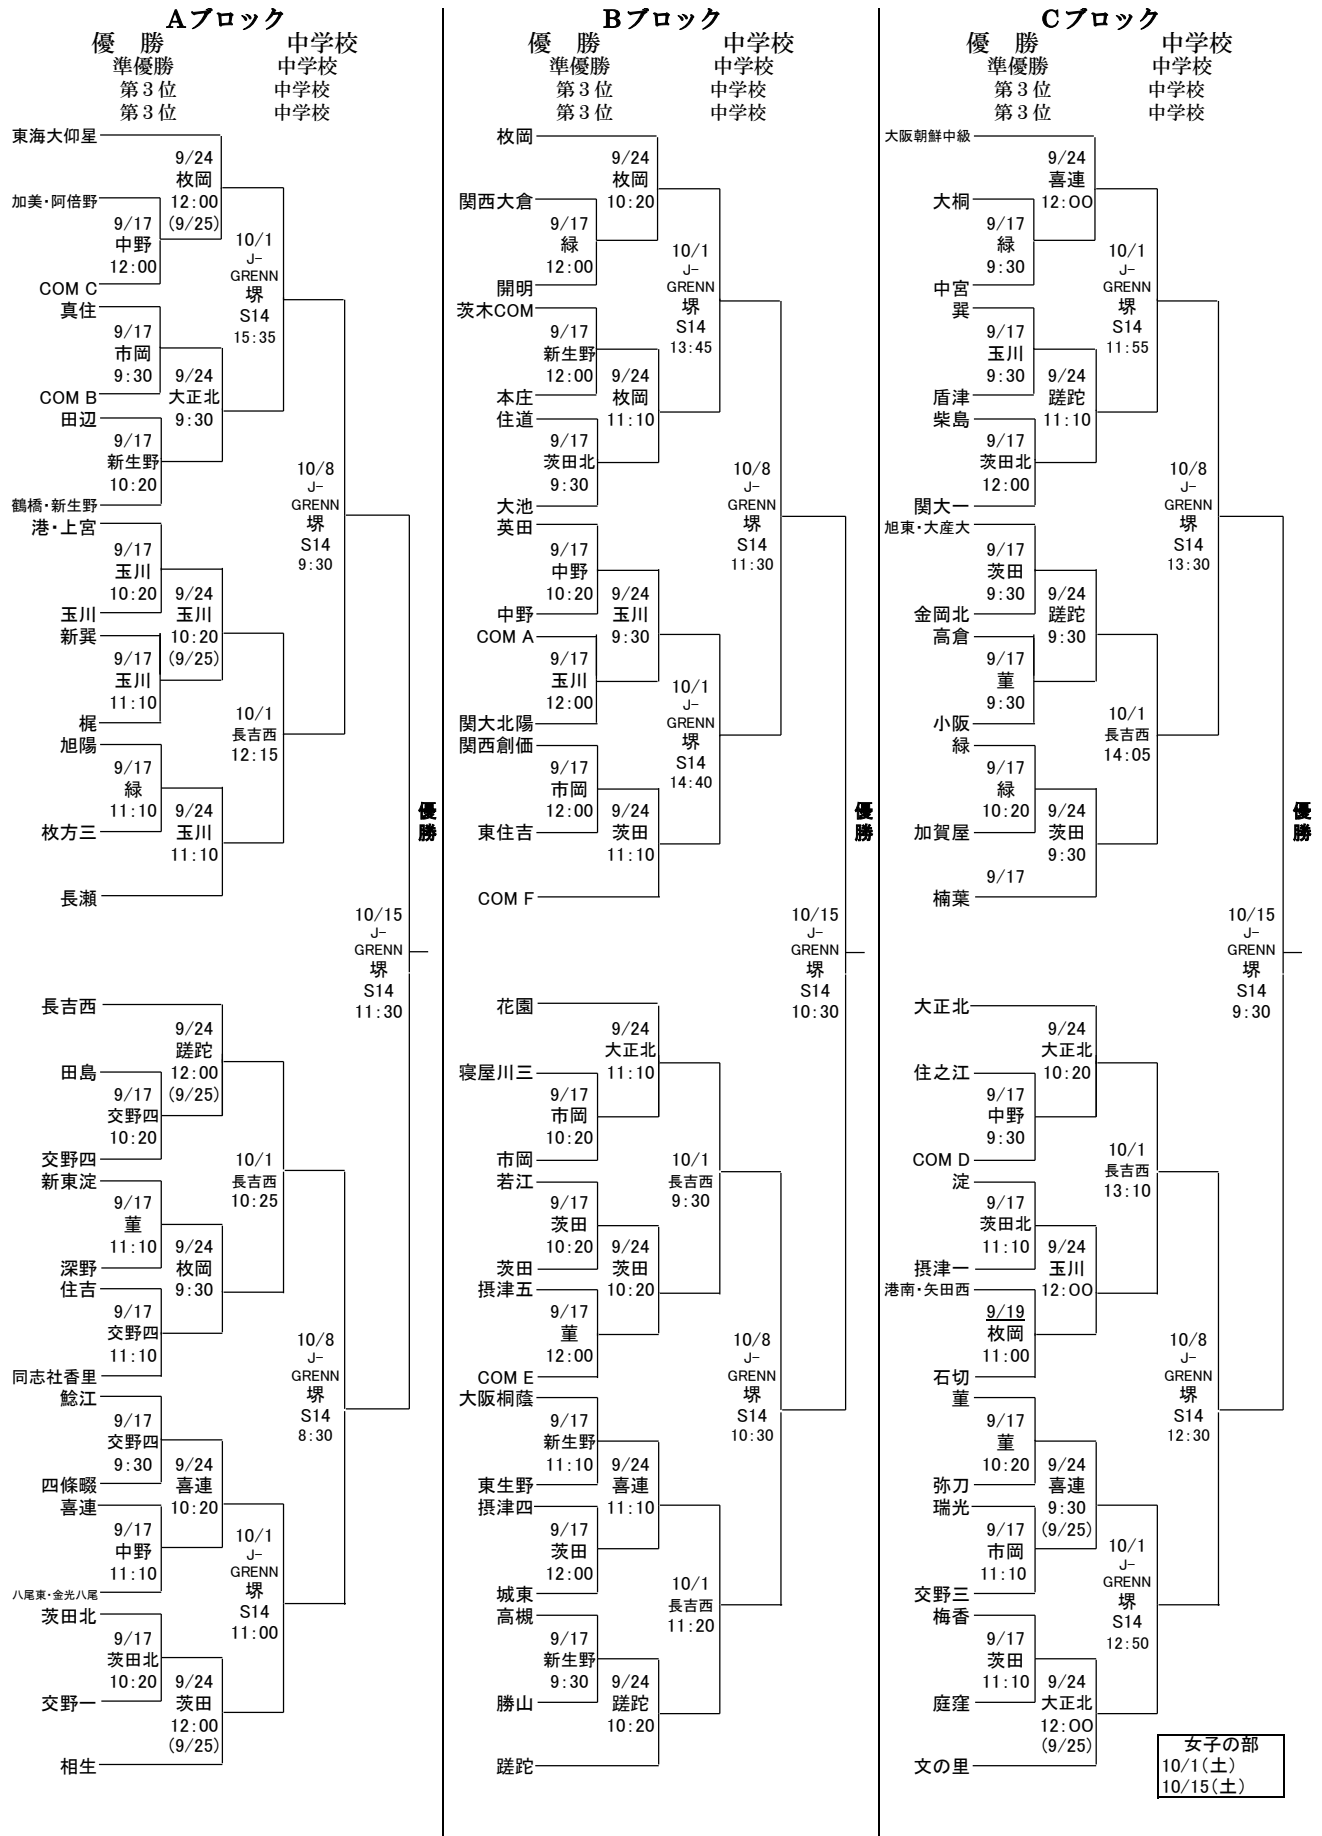 Aブロック
優　勝　中学校
準優勝　中学校
第３位　中学校
第３位　中学校
東海大仰星
9/24
枚岡
12:00
(9/25)
加美・阿倍野
9/17
中野
12:00
COM C
10/1
J-
GRENN
堺
S14
15:35
真住
9/17
市岡
9:30
COM B
9/24
大正北
9:30
田辺
9/17
新生野
10:20
鶴橋・新生野
10/8
J-
GRENN
堺
S14
9:30
港・上宮
9/17
玉川
10:20
玉川
9/24
玉川
10:20
(9/25)
新巽
9/17
玉川
11:10
梶
10/1
長吉西
12:15
旭陽
9/17
緑
11:10
枚方三
9/24
玉川
11:10
長瀬
優勝
10/15
J-
GRENN
堺
S14
11:30
長吉西
9/24
蹉跎
12:00
(9/25)
田島
9/17
交野四
10:20
交野四
10/1
長吉西
10:25
新東淀
9/17
菫
11:10
深野
9/24
枚岡
9:30
住吉
9/17
交野四
11:10
同志社香里
10/8
J-
GRENN
堺
S14
8:30
鯰江
9/17
交野四
9:30
四條畷
9/24
喜連
10:20
喜連
9/17
中野
11:10
八尾東・金光八尾
10/1
J-
GRENN
堺
S14
11:00
茨田北
9/17
茨田北
10:20
交野一
9/24
茨田
12:00
(9/25)
相生
Bブロック
優　勝　中学校
準優勝　中学校
第３位　中学校
第３位　中学校
枚岡
9/24
枚岡
10:20
関西大倉
9/17
緑
12:00
開明
10/1
J-
GRENN
堺
S14
13:45
茨木COM
9/17
新生野
12:00
本庄
9/24
枚岡
11:10
住道
9/17
茨田北
9:30
大池
10/8
J-
GRENN
堺
S14
11:30
英田
9/17
中野
10:20
中野
9/24
玉川
9:30
COM A
9/17
玉川
12:00
関大北陽
10/1
J-
GRENN
堺
S14
14:40
関西創価
9/17
市岡
12:00
東住吉
9/24
茨田
11:10
COM F
優勝
10/15
J-
GRENN
堺
S14
10:30
花園
9/24
大正北
11:10
寝屋川三
9/17
市岡
10:20
市岡
10/1
長吉西
9:30
若江
9/17
茨田
10:20
茨田
9/24
茨田
10:20
摂津五
9/17
菫
12:00
COM E
10/8
J-
GRENN
堺
S14
10:30
大阪桐蔭
9/17
新生野
11:10
東生野
9/24
喜連
11:10
摂津四
9/17
茨田
12:00
城東
10/1
長吉西
11:20
高槻
9/17
新生野
9:30
勝山
9/24
蹉跎
10:20
蹉跎
Cブロック
優　勝　中学校
準優勝　中学校
第３位　中学校
第３位　中学校
大阪朝鮮中級
9/24
喜連
12:00
大桐
9/17
緑
9:30
中宮
10/1
J-
GRENN
堺
S14
11:55
巽
9/17
玉川
9:30
盾津
9/24
蹉跎
11:10
柴島
9/17
茨田北
12:00
関大一
10/8
J-
GRENN
堺
S14
13:30
旭東・大産大
9/17
茨田
9:30
金岡北
9/24
蹉跎
9:30
高倉
9/17
菫
9:30
小阪
10/1
長吉西
14:05
緑
9/17
緑
10:20
加賀屋
9/24
茨田
9:30
9/17
楠葉
優勝
10/15
J-
GRENN
堺
S14
9:30
大正北
9/24
大正北
10:20
住之江
9/17
中野
9:30
COM D
10/1
長吉西
13:10
淀
9/17
茨田北
11:10
摂津一
9/24
玉川
12:00
港南・矢田西
9/19
枚岡
11:00
石切
10/8
J-
GRENN
堺
S14
12:30
菫
9/17
菫
10:20
弥刀
9/24
喜連
9:30
(9/25)
瑞光
9/17
市岡
11:10
交野三
10/1
J-
GRENN
堺
S14
12:50
梅香
9/17
茨田
11:10
庭窪
9/24
大正北
12:00
(9/25)
文の里
女子の部
10/1(土)
10/15(土)